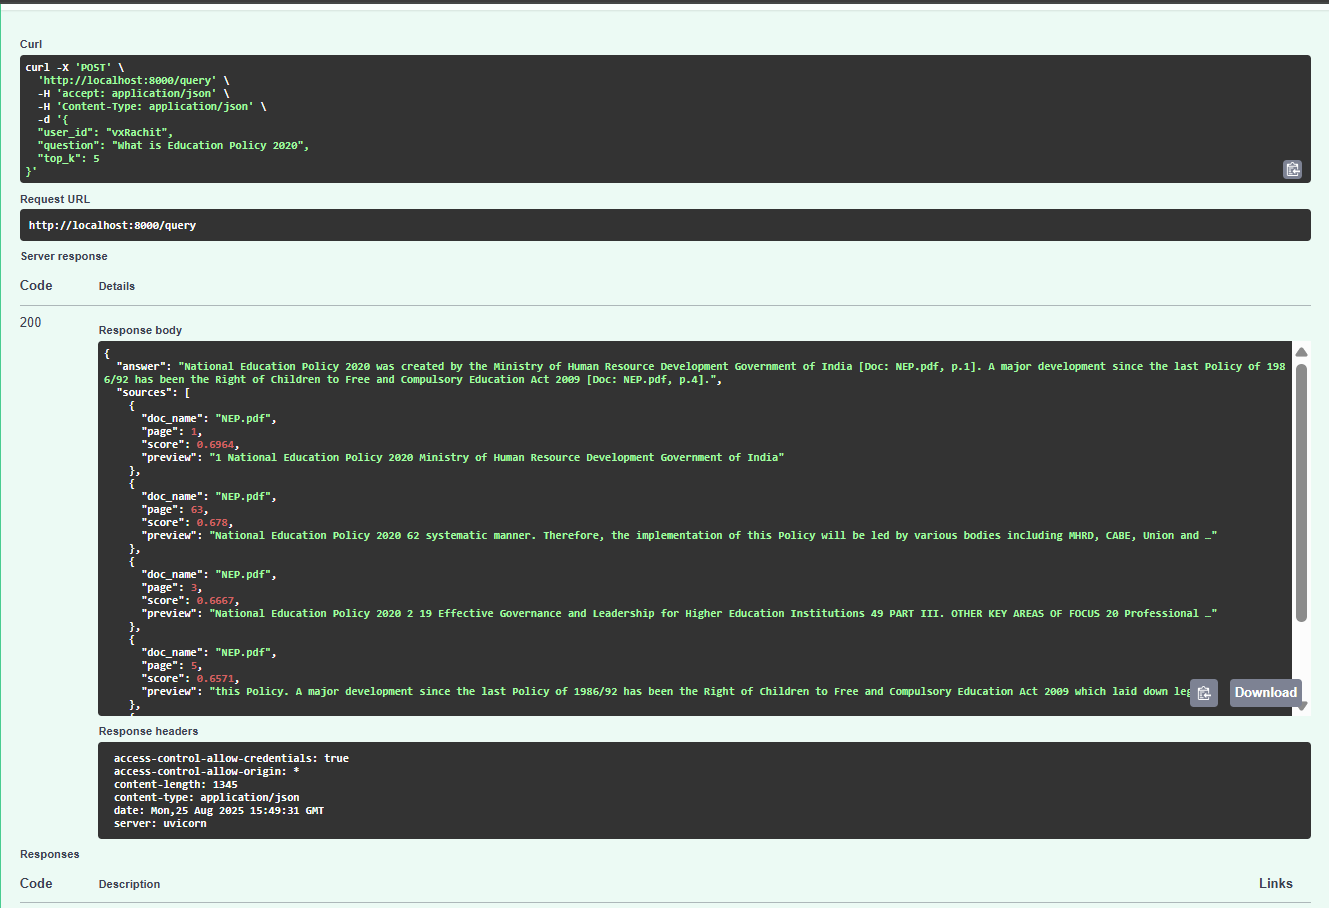 Curl
curl -X 'POST' \
'http://localhost:8000/query' \
-H 'accept: application/json' \
-H 'Content-Type: application/json' \
-d '{
"user_id": "vxRachit",
"question": "What is Education Policy 2020",
"top_k": 5
}'
Request URL
http://localhost:8000/query
Server response
Code Details
200
Response body
{
"answer": "National Education Policy 2020 was created by the Ministry of Human Resource Development Government of India [Doc: NEP.pdf, p.1]. A major development since the last Policy of 198
6/92 has been the Right of Children to Free and Compulsory Education Act 2009 [Doc: NEP.pdf, p.4].",
"sources": [
{
"doc_name": "NEP.pdf",
"page": 1,
"score": 0.6964,
"preview": "1 National Education Policy 2020 Ministry of Human Resource Development Government of India"
},
{
"doc_name": "NEP.pdf",
"page": 63,
"score": 0.678,
"preview": "National Education Policy 2020 62 systematic manner. Therefore, the implementation of this Policy will be led by various bodies including MHRD, CABE, Union and …"
},
{
"doc_name": "NEP.pdf",
"page": 3,
"score": 0.6667,
"preview": "National Education Policy 2020 2 19 Effective Governance and Leadership for Higher Education Institutions 49 PART III. OTHER KEY AREAS OF FOCUS 20 Professional …"
},
{
"doc_name": "NEP.pdf",
"page": 5,
"score": 0.6571,
"preview": "this Policy. A major development since the last Policy of 1986/92 has been the Right of Children to Free and Compulsory Education Act 2009 which laid down
},
Download
Response headers
access-control-allow-credentials: true
access-control-allow-origin: *
content-length: 1345
content-type: application/json
date: Mon,25 Aug 2025 15:49:31 GMT
server: uvicorn
Responses
Code Description Links